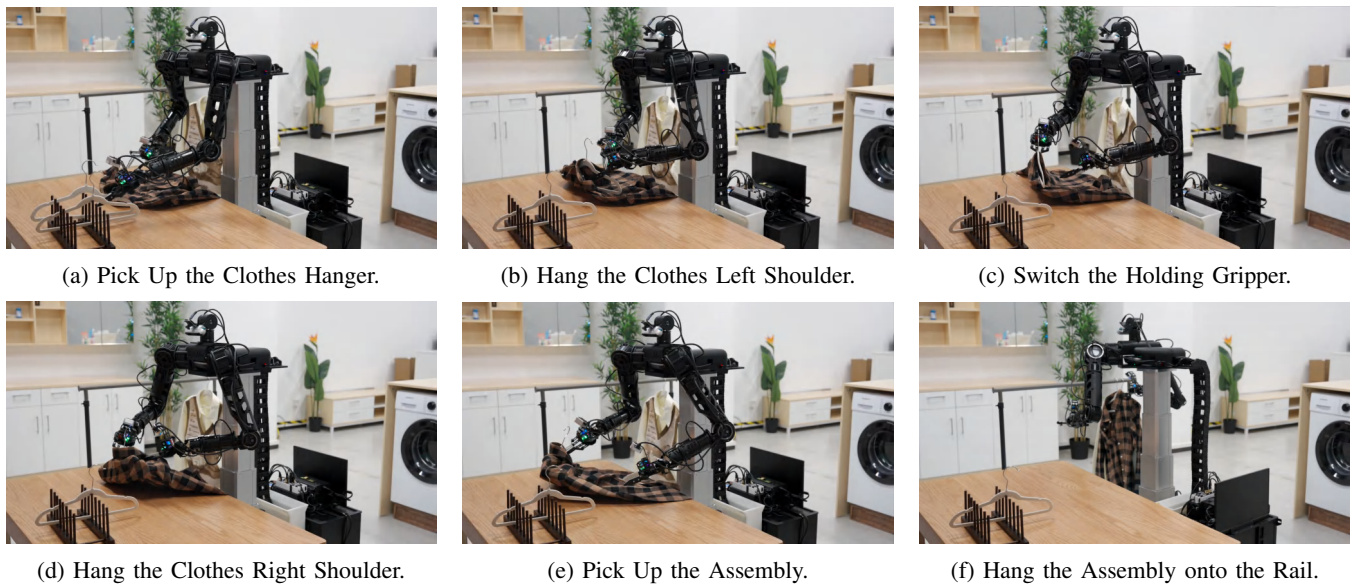 (a) Pick Up the Clothes Hanger.
(b) Hang the Clothes Left Shoulder.
(c) Switch the Holding Gripper.
(d) Hang the Clothes Right Shoulder.
(e) Pick Up the Assembly.
(f) Hang the Assembly onto the Rail.